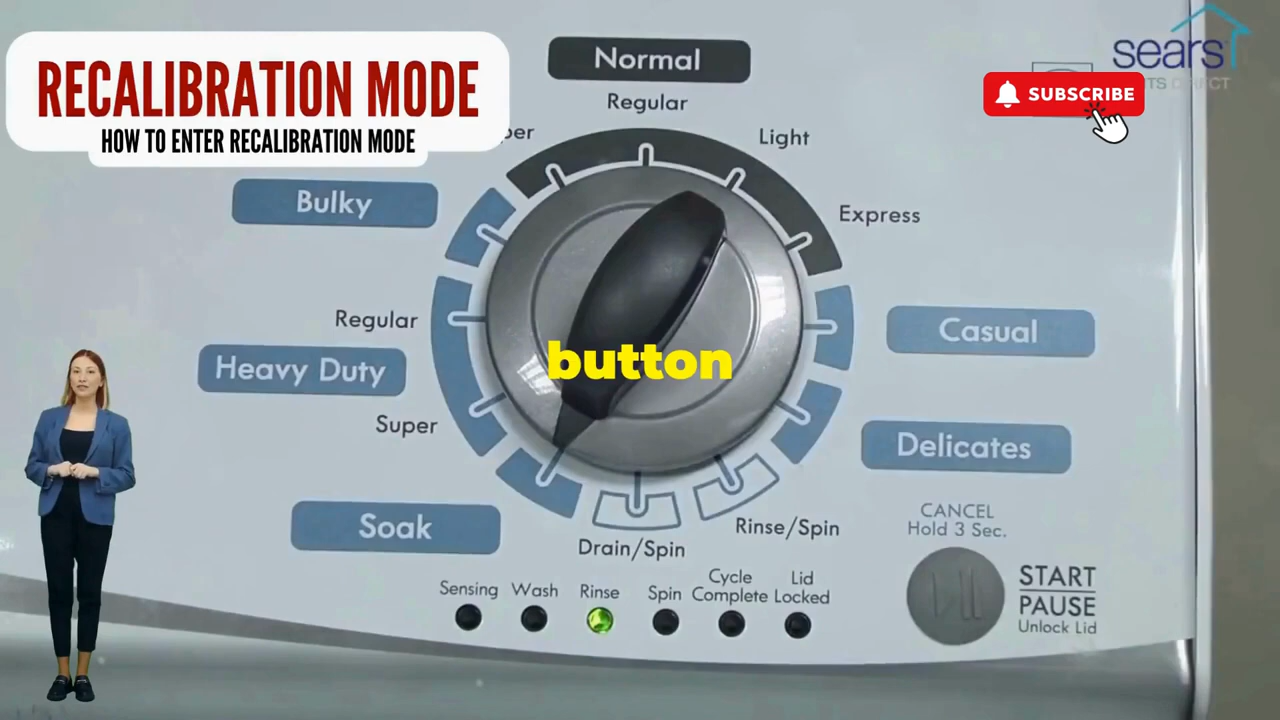 RECALIBRATION MODE
HOW TO ENTER RECALIBRATION MODE
sears
DIRECT
SUBSCRIBE
Normal
Regular
Light
Express
Bulky
Regular
Heavy Duty
Super
Casual
Delicates
button
Soak
Drain/Spin
Rinse/Spin
CANCEL
Hold 3 Sec.
Sensing
Wash
Rinse
Spin
Cycle
Complete
Lid
Locked
START
PAUSE
Unlock Lid